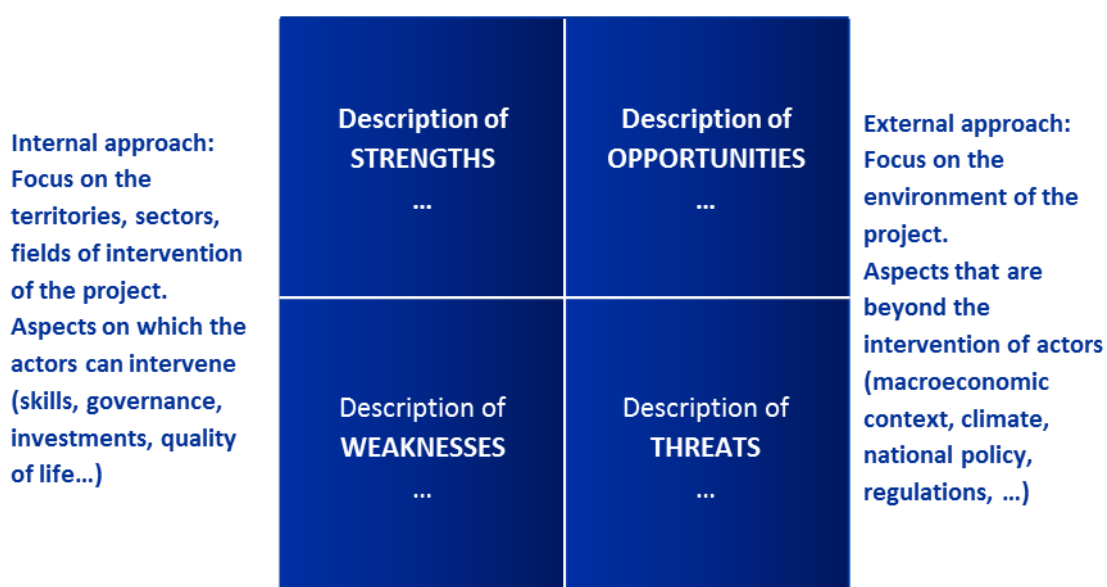 Internal approach:
Focus on the
territories, sectors,
fields of intervention
of the project.
Aspects on which the
actors can intervene
(skills, governance,
investments, quality
of life…)
Description of
STRENGTHS
…
Description of
OPPORTUNITIES
…
Description of
WEAKNESSES
…
Description of
THREATS
…
External approach:
Focus on the
environment of the
project.
Aspects that are
beyond the
intervention of actors
(macroeconomic
context, climate,
national policy,
regulations, …)